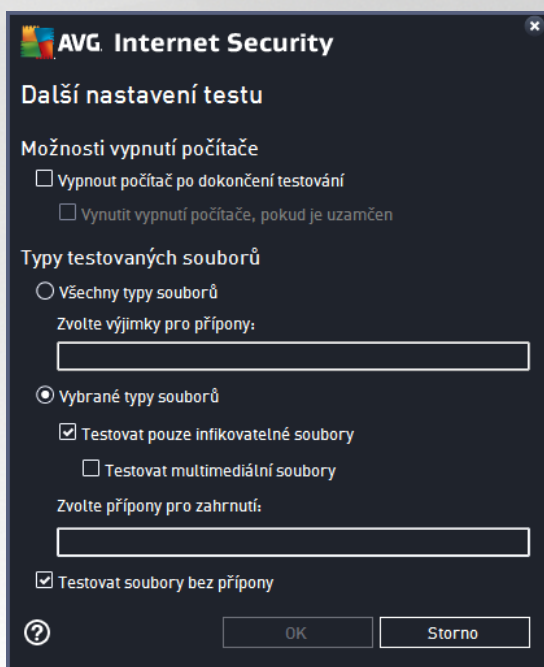 AVG. Internet Security
Další nastavení testu
Možnosti vypnutí počítače
Vypnout počítač po dokončení testování
Vynutit vypnutí počítače, pokud je uzamčen
Typy testovaných souborů
Všechny typy souborů
Zvolte výjimky pro přípony:
Vybrané typy souborů
Testovat pouze infikovatelné soubory
Testovat multimediální soubory
Zvolte přípony pro zahrnutí:
Testovat soubory bez přípony
?
OK
Storno